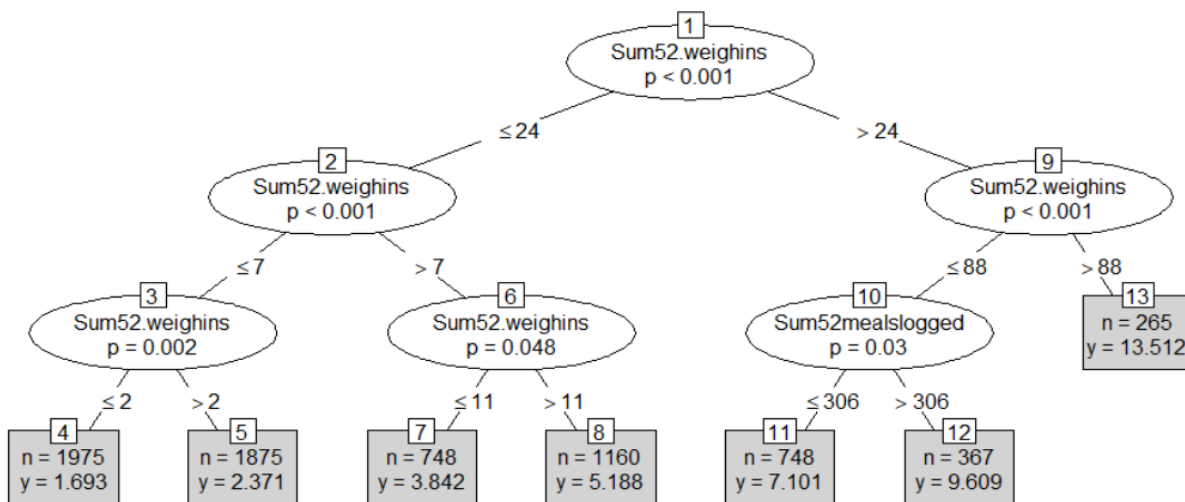 1
Sum52.weighins
p < 0.001
≤ 24
> 24
2
Sum52.weighins
p < 0.001
9
Sum52.weighins
p < 0.001
≤ 7
> 7
≤ 88
> 88
3
Sum52.weighins
p = 0.002
6
Sum52.weighins
p = 0.048
10
Sum52mealslogged
p = 0.03
13
n = 265
y = 13.512
≤ 2
> 2
≤ 11
> 11
≤ 306
> 306
4
n = 1975
y = 1.693
5
n = 1875
y = 2.371
7
n = 748
y = 3.842
8
n = 1160
y = 5.188
11
n = 748
y = 7.101
12
n = 367
y = 9.609